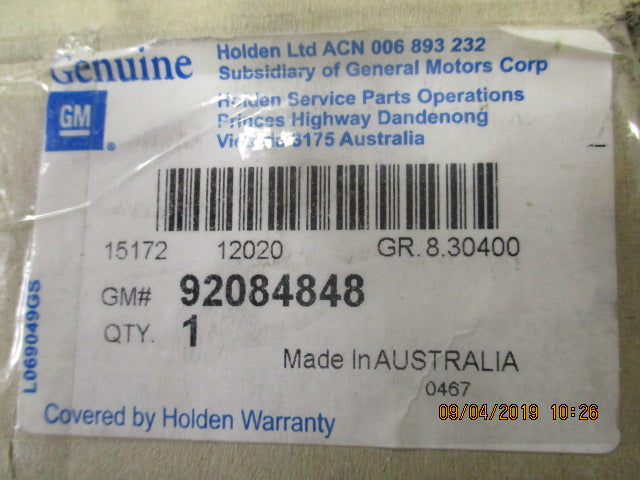 Genuine
Holden Ltd ACN 006 893 232
Subsidiary of General Motors Corp
Holden Service Parts Operations
Princes Highway Dandenong
Victoria 3175 Australia
GM
15172 12020 GR. 8.30400
GM# 92084848
QTY. 1
Made In AUSTRALIA
0467
L069049GS
Covered by Holden Warranty
09/04/2019 10:26